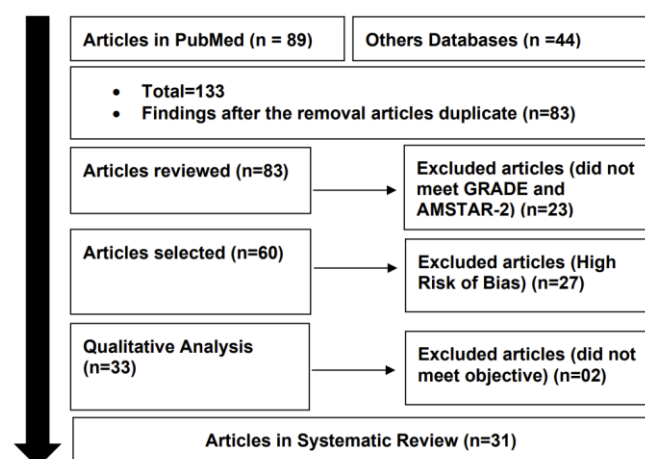 Articles in PubMed (n = 89)
Others Databases (n =44)
• Total=133
• Findings after the removal articles duplicate (n=83)
Articles reviewed (n=83)
Excluded articles (did not
meet GRADE and
AMSTAR-2) (n=23)
Articles selected (n=60)
Excluded articles (High
Risk of Bias) (n=27)
Qualitative Analysis
(n=33)
Excluded articles (did not
meet objective) (n=02)
Articles in Systematic Review (n=31)